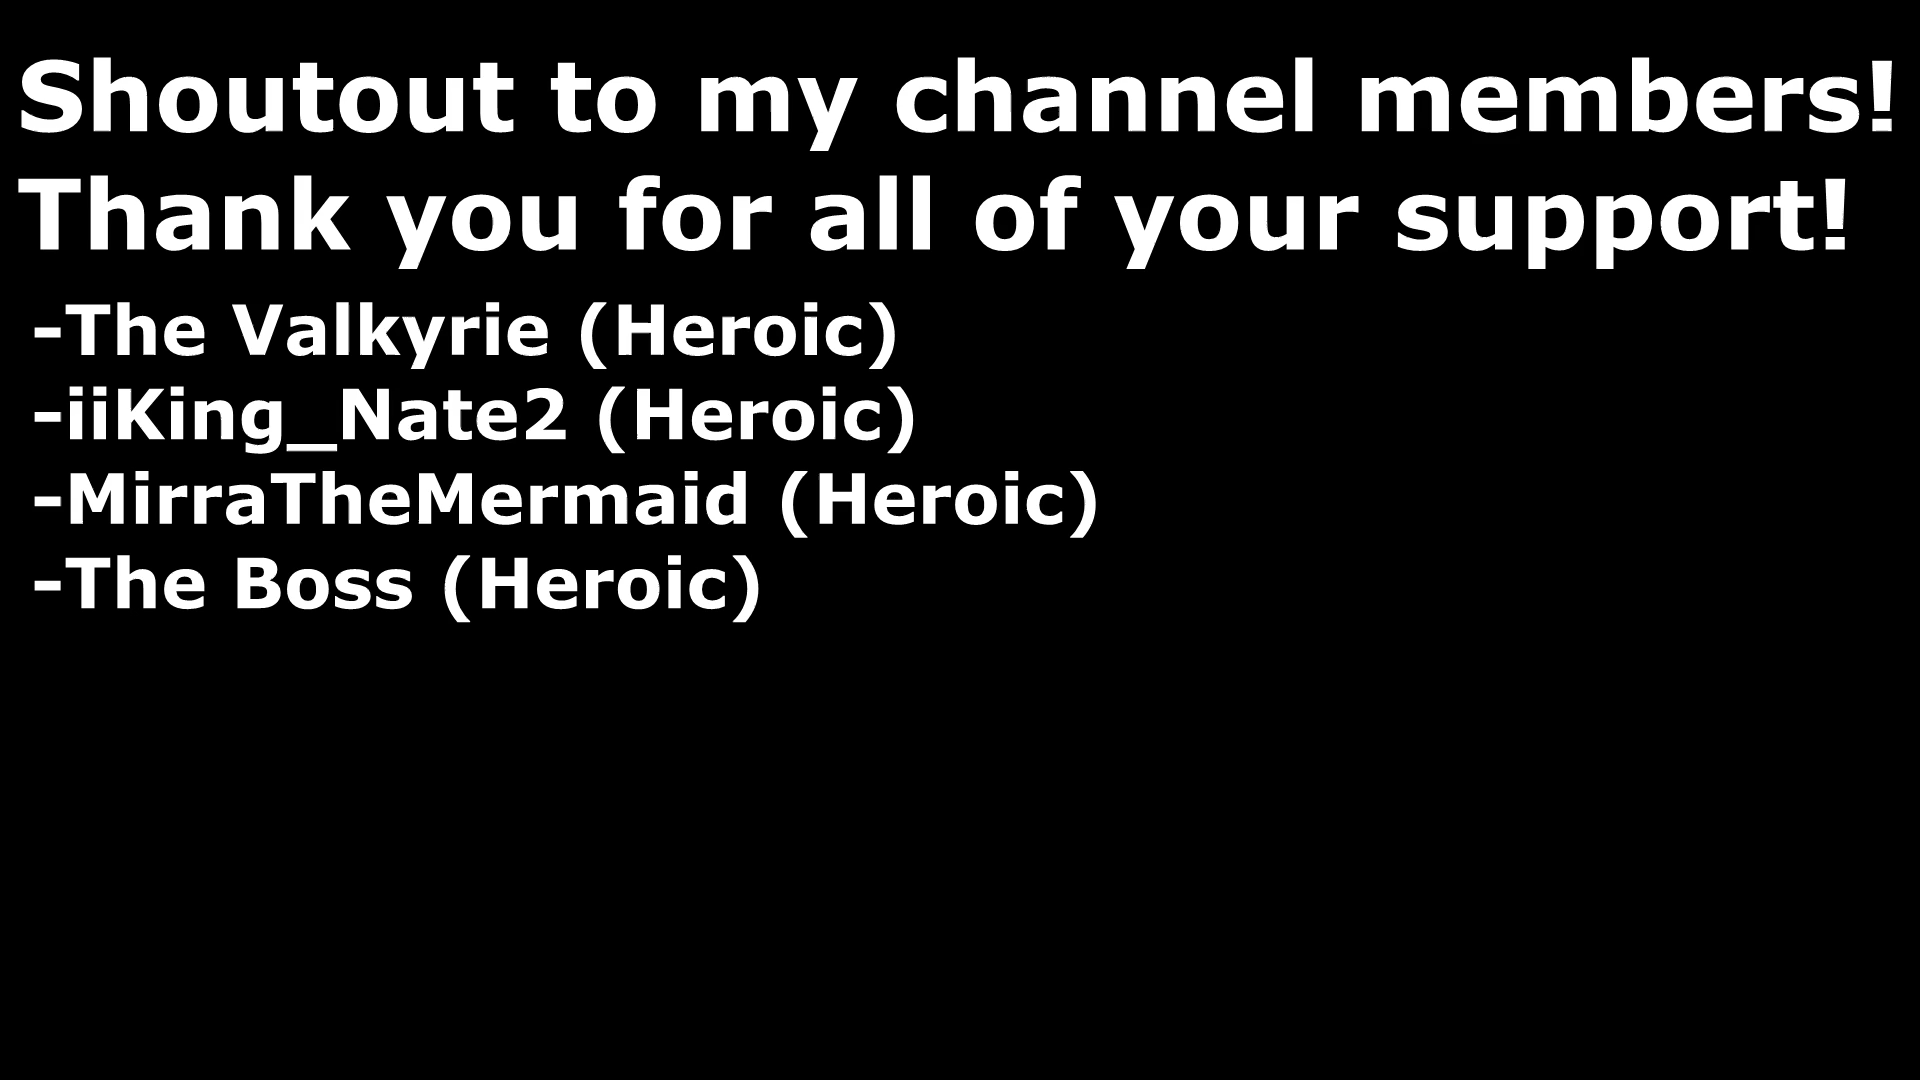 Shoutout to my channel members!
Thank you for all of your support!
-The Valkyrie (Heroic)
-iiKing_Nate2 (Heroic)
-MirraTheMermaid (Heroic)
-The Boss (Heroic)